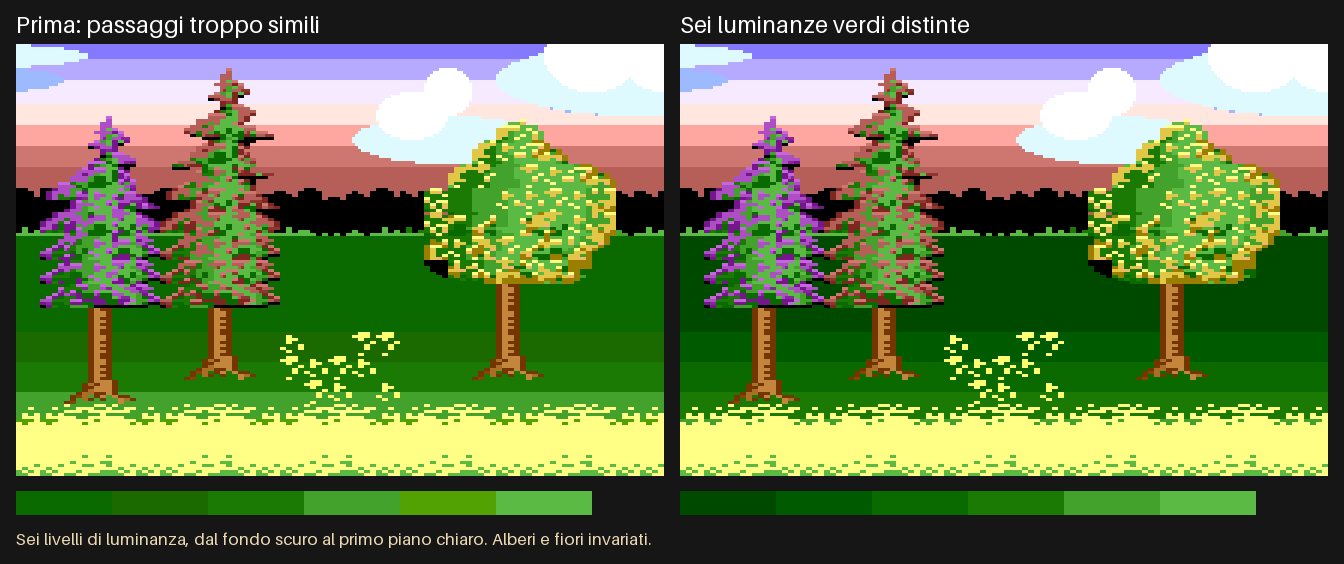 Prima: passaggi troppo simili
Sei luminanze verdi distinte
Sei livelli di luminanza, dal fondo scuro al primo piano chiaro. Alberi e fiori invariati.